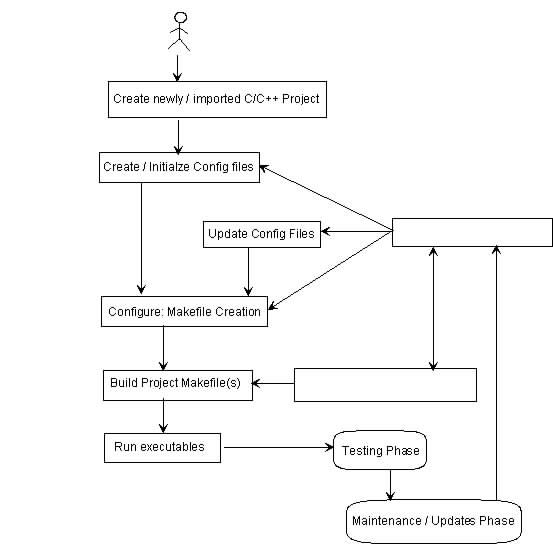 Create newly / imported C/C++ Project
Create / Initialze Config files
Update Config Files
Configure: Makefile Creation
Build Project Makefile(s)
Run executables
Testing Phase
Maintenance / Updates Phase